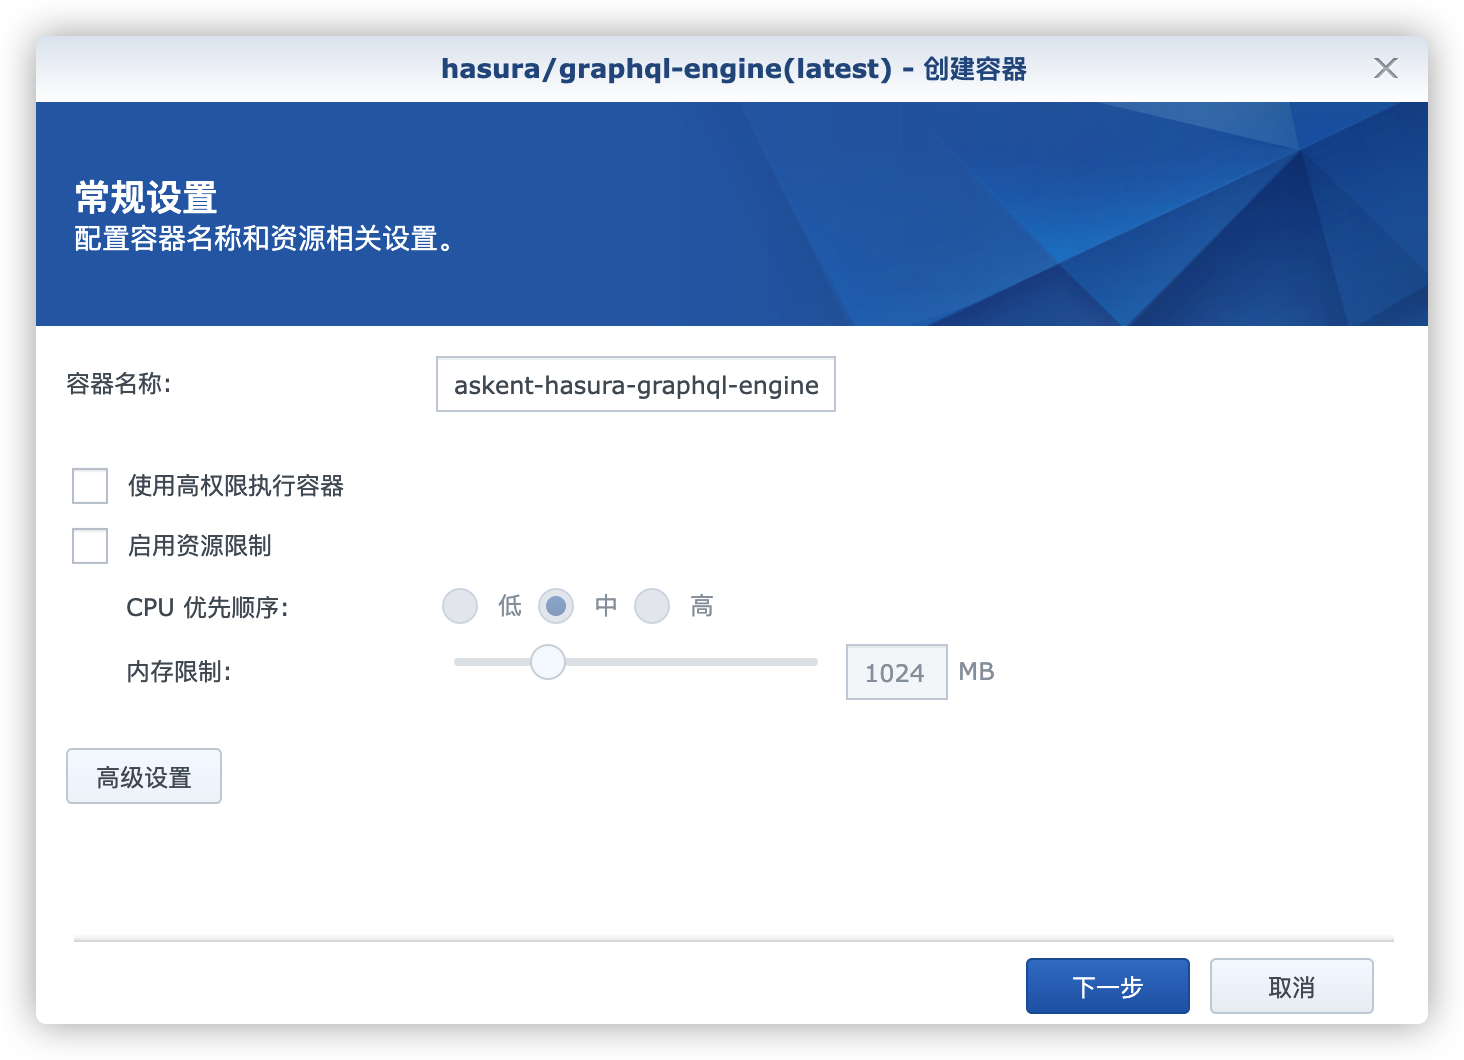 hasura/graphql-engine(latest) - 创建容器
常规设置
配置容器名称和资源相关设置。
容器名称: askent-hasura-graphql-engine
使用高权限执行容器
启用资源限制
CPU 优先顺序: 低 中 高
内存限制: 1024 MB
高级设置
下一步 取消